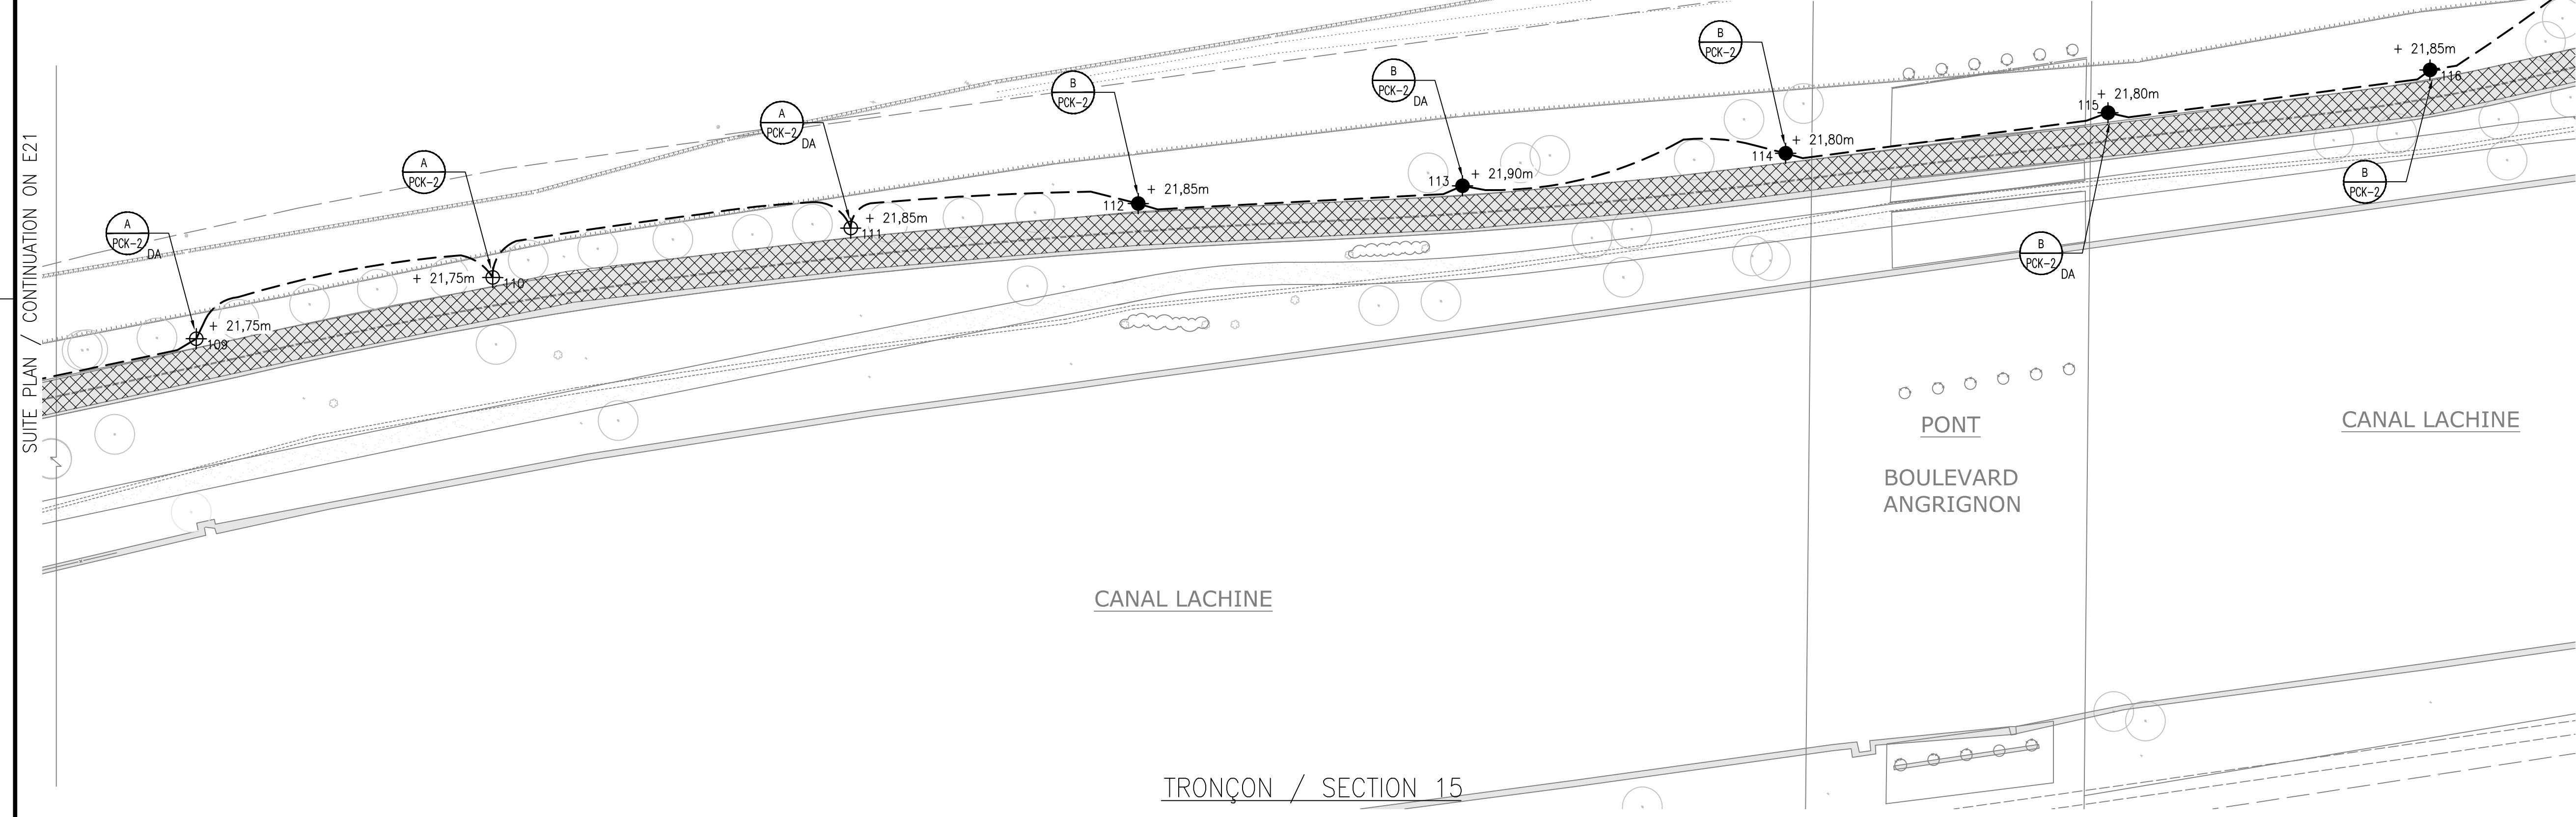 SUITE PLAN / CONTINUATION ON E21
A
PCK-2
DA
+ 21,75m
109
A
PCK-2
+ 21,75m
110
A
PCK-2
DA
+ 21,85m
111
B
PCK-2
+ 21,85m
112
B
PCK-2
DA
+ 21,90m
113
B
PCK-2
+ 21,80m
114
B
PCK-2
DA
+ 21,80m
115
B
PCK-2
+ 21,85m
116
PONT
BOULEVARD
ANGRIGNON
CANAL LACHINE
CANAL LACHINE
TRONÇON / SECTION 15